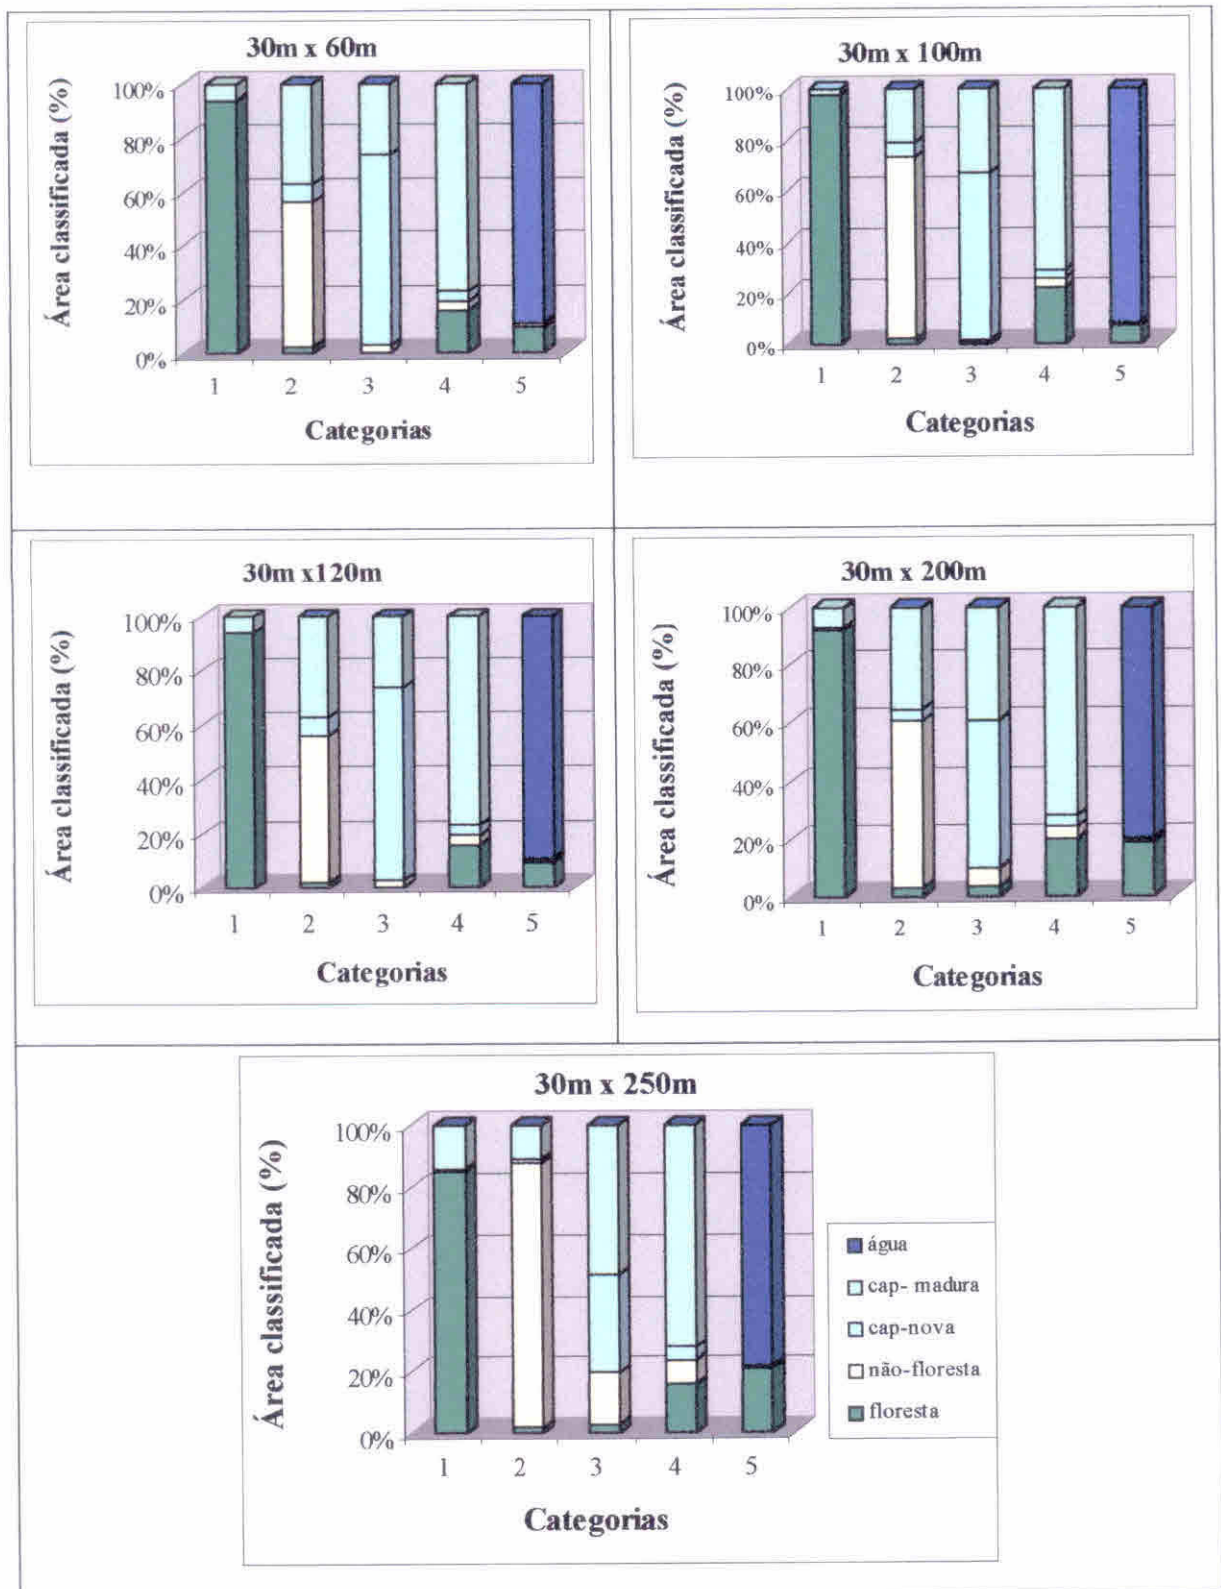 30m x 60m
Área classificada (%)
100%
80%
60%
40%
20%
0%
1 2 3 4 5
Categorias
30m x 100m
Área classificada (%)
100%
80%
60%
40%
20%
0%
1 2 3 4 5
Categorias
30m x120m
Área classificada (%)
100%
80%
60%
40%
20%
0%
1 2 3 4 5
Categorias
30m x 200m
Área classificada (%)
100%
80%
60%
40%
20%
0%
1 2 3 4 5
Categorias
30m x 250m
Área classificada (%)
100%
80%
60%
40%
20%
0%
1 2 3 4 5
Categorias
água
cap- madura
cap-nova
não-floresta
floresta